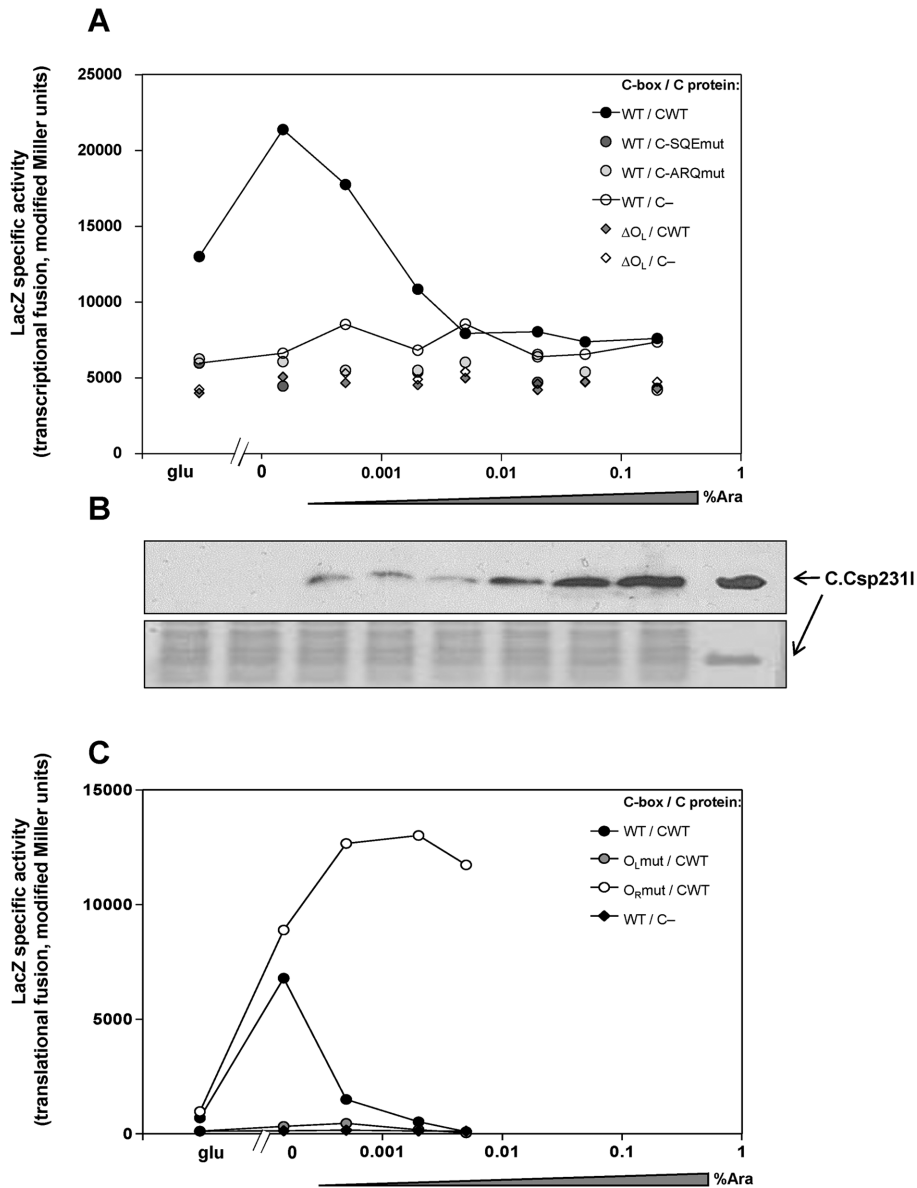 A
LacZ specific activity
(transcriptional fusion, modified Miller units)
25000
20000
15000
10000
5000
0
C-box / C protein:
WT / CWT
WT / C-SQEmut
WT / C-ARQmut
WT / C–
ΔOL / CWT
ΔOL / C–
glu 0 0.001 0.01 0.1 1
%Ara
B
C.Csp231I
C
LacZ specific activity
(translational fusion, modified Miller units)
15000
10000
5000
0
C-box / C protein:
WT / CWT
OLmut / CWT
ORmut / CWT
WT / C–
glu 0 0.001 0.01 0.1 1
%Ara